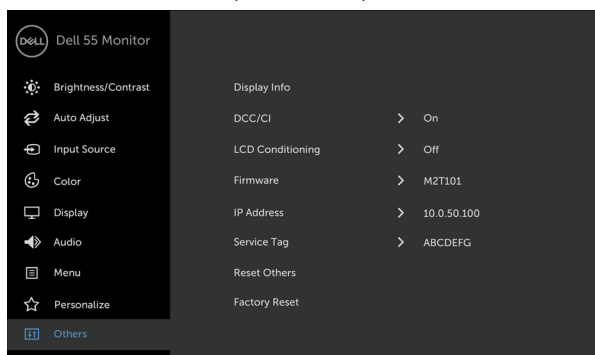 DELL
Dell 55 Monitor
Brightness/Contrast
Auto Adjust
Input Source
Color
Display
Audio
Menu
Personalize
Others
Display Info
DCC/CI > On
LCD Conditioning > Off
Firmware > M2T101
IP Address > 10.0.50.100
Service Tag > ABCDEFG
Reset Others
Factory Reset